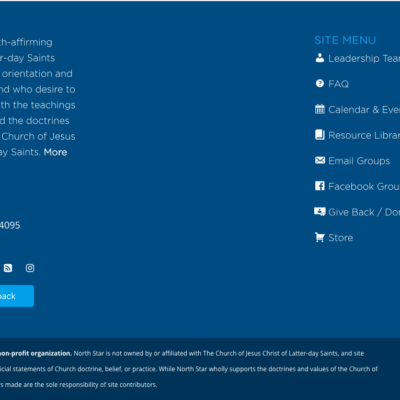 th-affirming
r-day Saints
orientation and
nd who desire to
th the teachings
d the doctrines
Church of Jesus
ay Saints. More
4095
back
SITE MENU
Leadership Tea
FAQ
Calendar & Eve
Resource Librar
Email Groups
Facebook Grou
Give Back / Do
Store
non-profit organization. North Star is not owned by or affiliated with The Church of Jesus Christ of Latter-day Saints, and site
icial statements of Church doctrine, belief, or practice. While North Star wholly supports the doctrines and values of the Church of
s made are the sole responsibility of site contributors.